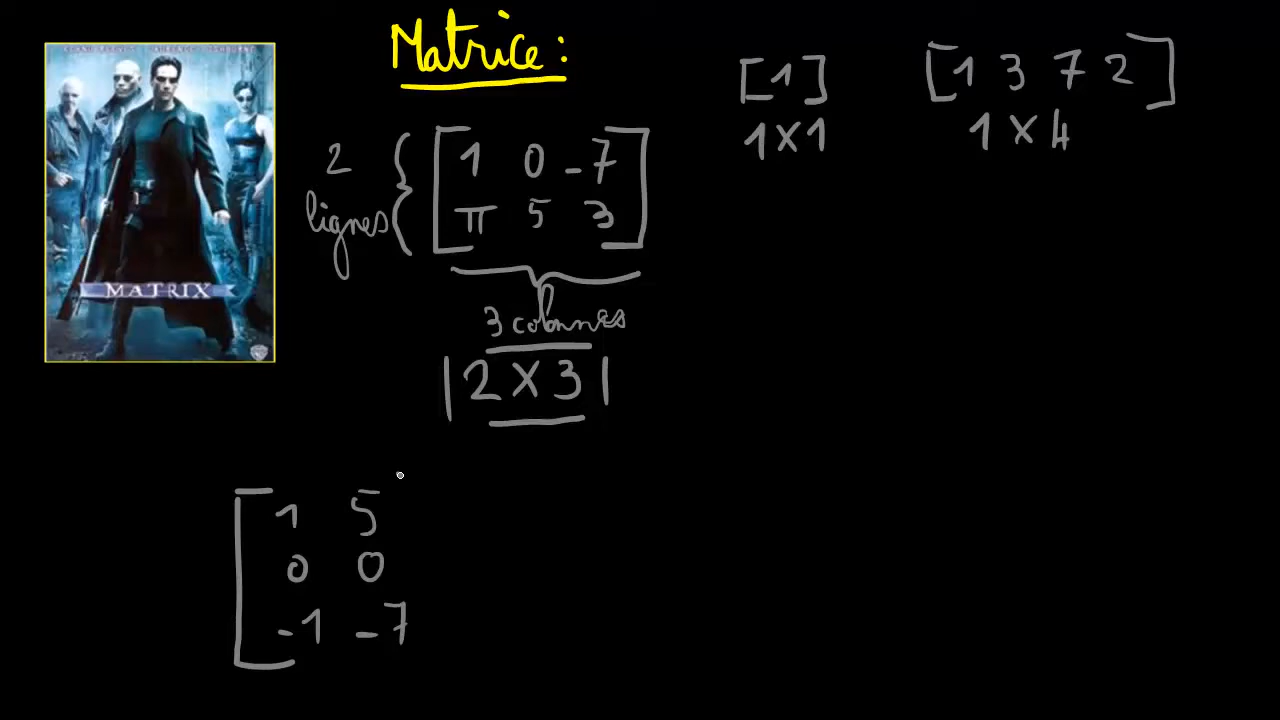 Matrice :
[1]
1 X 1
[1 3 7 2]
1 X 4
2
lignes
1 0 -7
π 5 3
3 colonnes
|2 X 3|
MATRIX
1 5
0 0
-1 -7